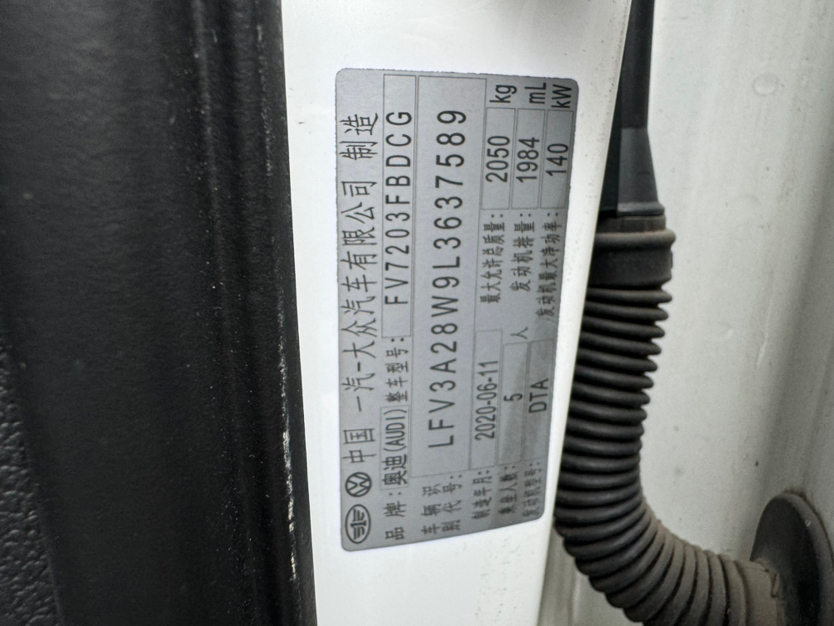 中国 一汽-大众汽车有限公司 制造
品牌：奥迪(AUDI) 整车型号： FV7203FBDCG
车辆识别代号： LFV3A28W9L3637589
制造年月： 2020-06-11 最大允许总质量： 2050 kg
乘坐人数： 5 人 发动机排量： 1984 mL
发动机型号： DTA 发动机最大净功率： 140 kW